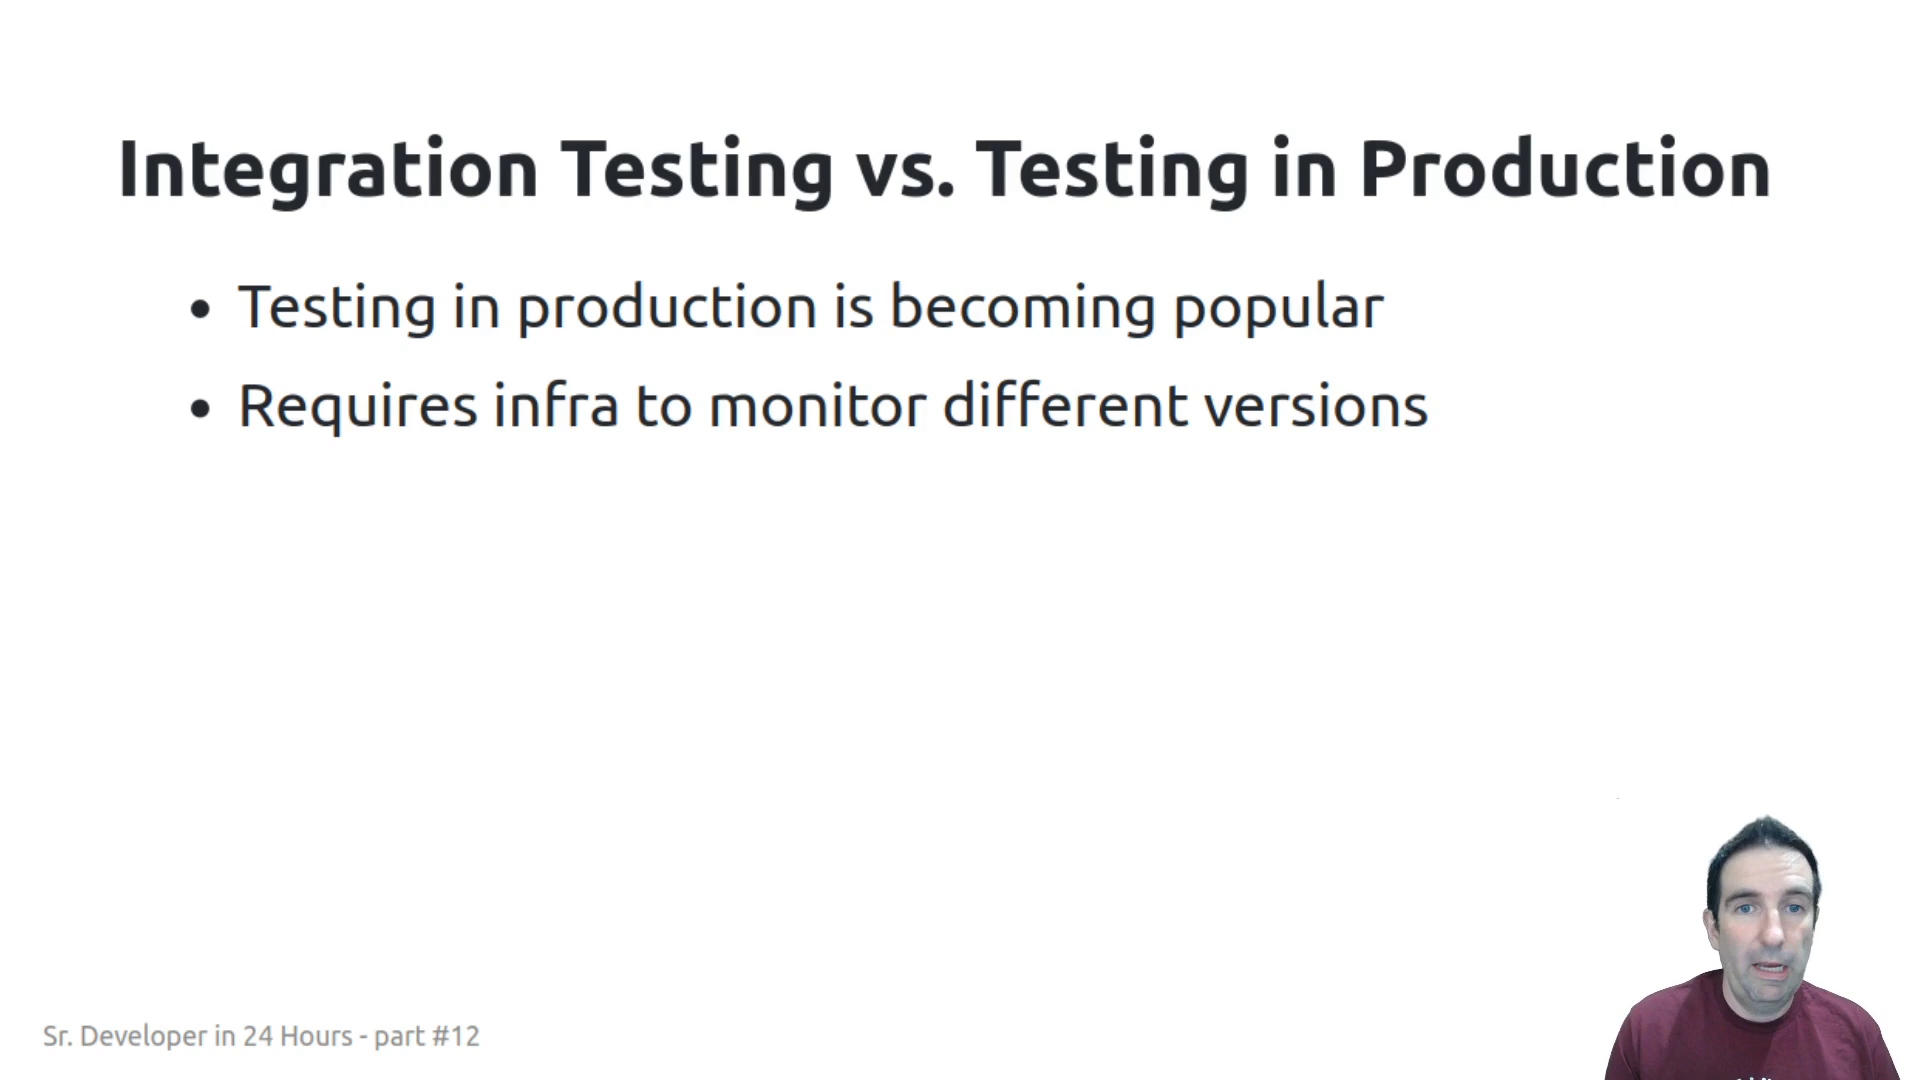 Integration Testing vs. Testing in Production
• Testing in production is becoming popular
• Requires infra to monitor different versions
Sr. Developer in 24 Hours - part #12